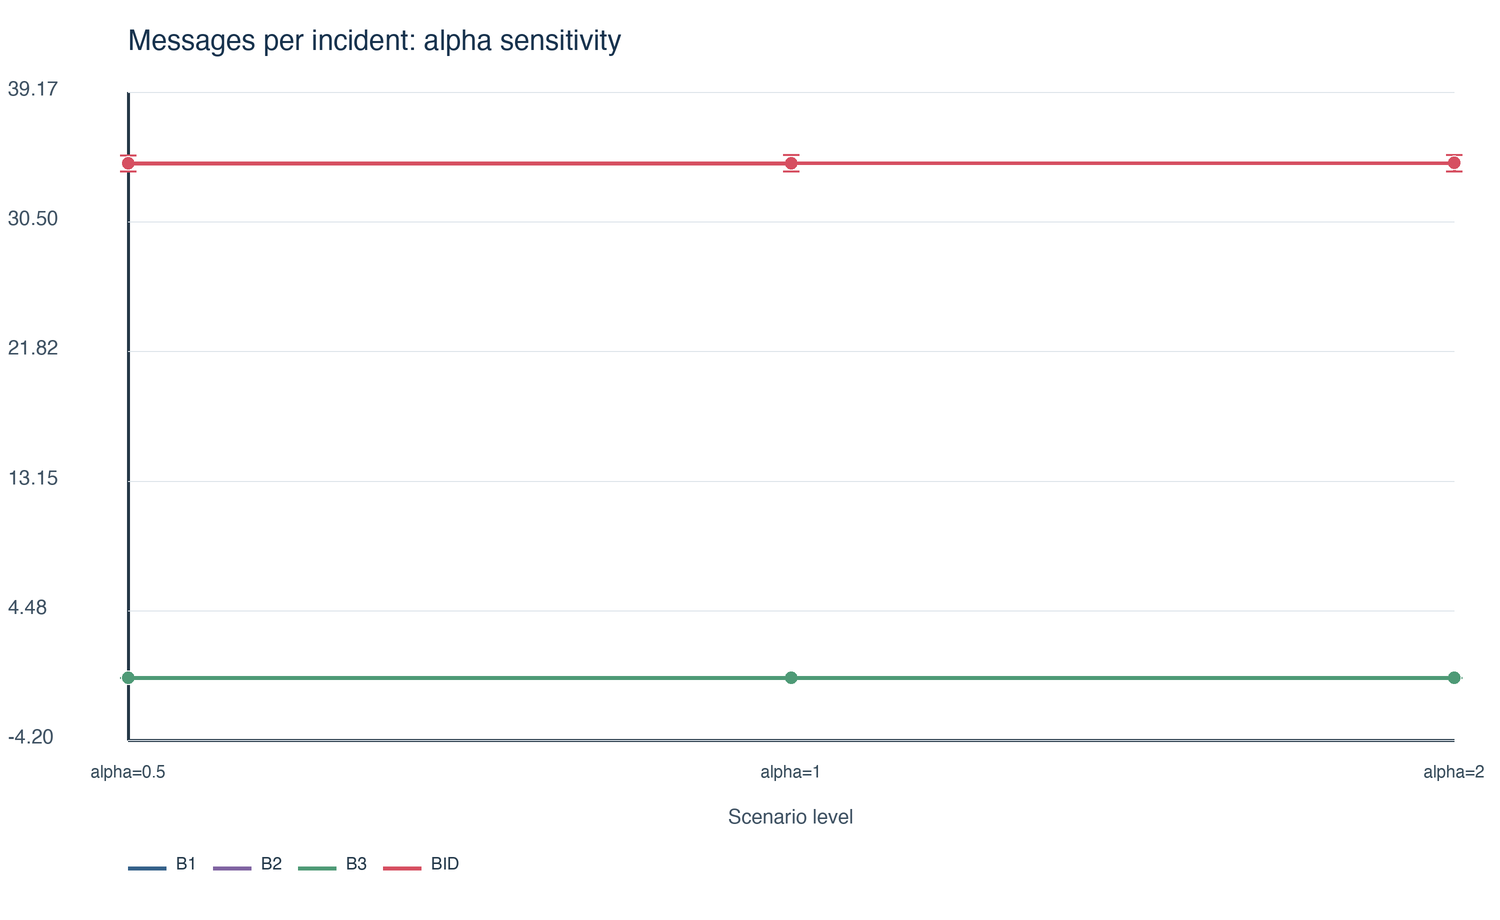 Messages per incident: alpha sensitivity
39.17
30.50
21.82
13.15
4.48
-4.20
alpha=0.5 alpha=1 alpha=2
Scenario level
B1 B2 B3 BID